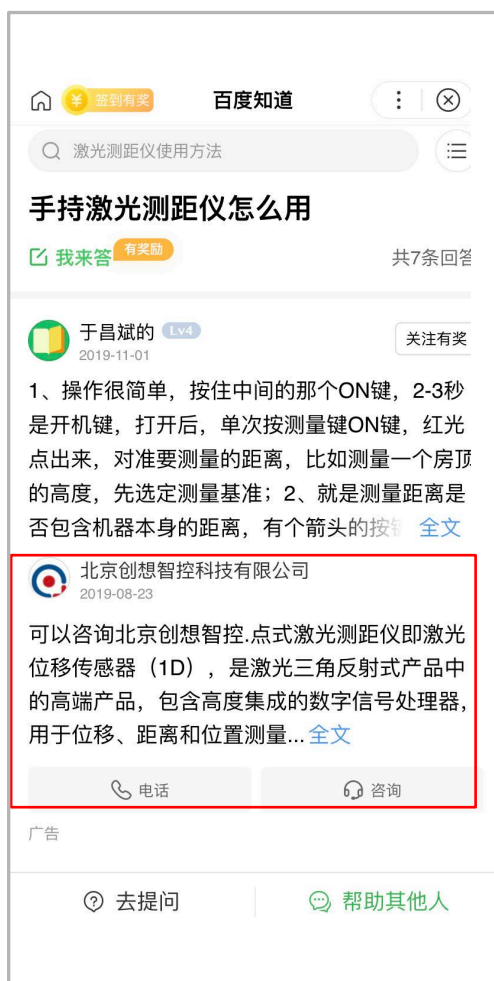 签到有奖
百度知道
激光测距仪使用方法
手持激光测距仪怎么用
我来答
有奖励
共7条回答
于昌斌的 Lv4
2019-11-01
关注有奖
1、操作很简单，按住中间的那个ON键，2-3秒
是开机键，打开后，单次按测量键ON键，红光
点出来，对准要测量的距离，比如测量一个房顶
的高度，先选定测量基准；2、就是测量距离是
否包含机器本身的距离，有个箭头的按 全文
北京创想智控科技有限公司
2019-08-23
可以咨询北京创想智控.点式激光测距仪即激光
位移传感器（1D），是激光三角反射式产品中
的高端产品，包含高度集成的数字信号处理器，
用于位移、距离和位置测量...全文
电话
咨询
广告
去提问
帮助其他人